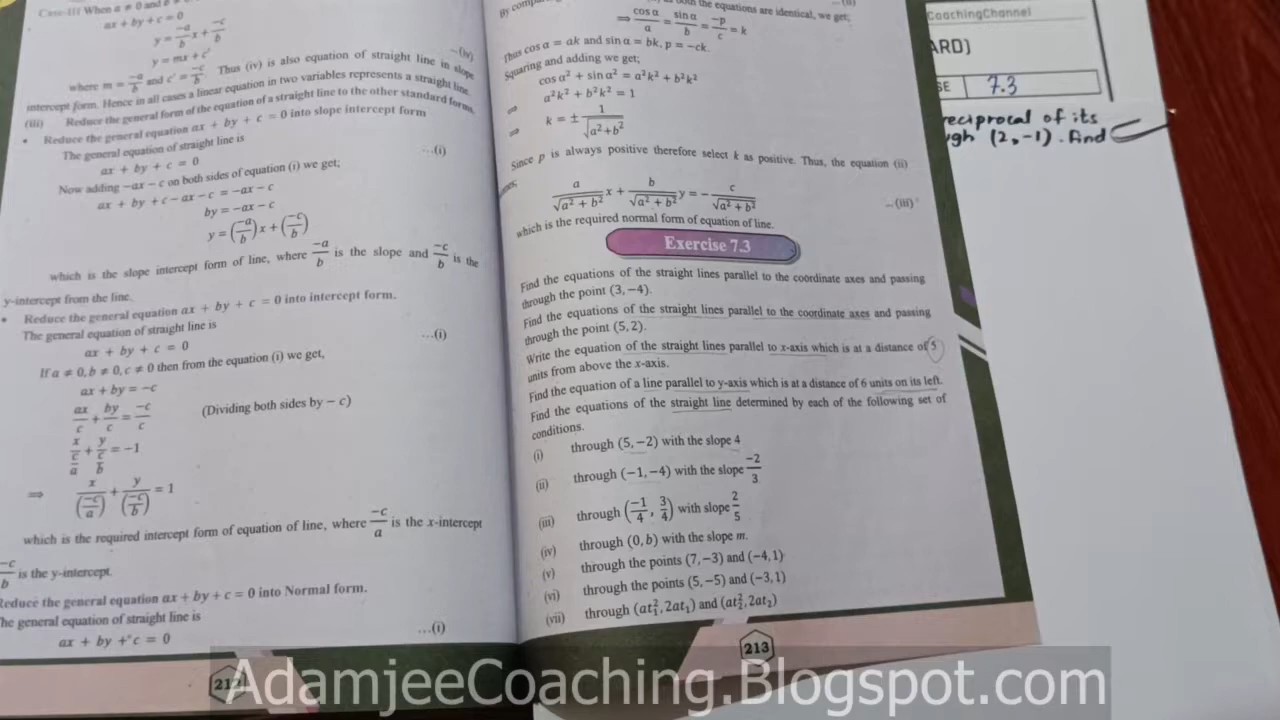 Case-III When a ≠ 0 and b ≠
ax + by + c = 0
y = -a/b x + -c/b
y = mx + c'
...(iv)
where m = -a/b and c' = -c/b. Thus (iv) is also equation of straight line in slope
intercept form. Hence in all cases a linear equation in two variables represents a straight line.
(iii) Reduce the general form of the equation of a straight line to the other standard forms.
• Reduce the general equation ax + by + c = 0 into slope intercept form
The general equation of straight line is
ax + by + c = 0 ...(i)
Now adding −ax − c on both sides of equation (i) we get;
ax + by + c − ax − c = −ax − c
by = −ax − c
y = (-a/b) x + (-c/b)
which is the slope intercept form of line, where -a/b is the slope and -c/b is the
y-intercept from the line.
• Reduce the general equation ax + by + c = 0 into intercept form.
The general equation of straight line is
ax + by + c = 0 ...(i)
If a ≠ 0, b ≠ 0, c ≠ 0 then from the equation (i) we get,
ax + by = −c
ax/c + by/c = -c/c (Dividing both sides by − c)
x/(c/a) + y/(c/b) = −1
⇒ x/(-c/a) + y/(-c/b) = 1
which is the required intercept form of equation of line, where -c/a is the x-intercept
-c/b is the y-intercept.
Reduce the general equation ax + by + c = 0 into Normal form.
The general equation of straight line is
ax + by + c = 0 ...(i)
...(ii)
both the equations are identical, we get;
⇒ cos α/a = sin α/b = -p/c = k
Thus cos α = ak and sin α = bk, p = −ck.
Squaring and adding we get;
cos α² + sin α² = a²k² + b²k²
⇒ a²k² + b²k² = 1
⇒ k = ± 1/√(a²+b²)
Since p is always positive therefore select k as positive. Thus, the equation (ii)
a/√(a² + b²) x + b/√(a² + b²) y = − c/√(a² + b²) ...(iii)
which is the required normal form of equation of line.
Exercise 7.3
Find the equations of the straight lines parallel to the coordinate axes and passing
through the point (3, −4).
Find the equations of the straight lines parallel to the coordinate axes and passing
through the point (5, 2).
Write the equation of the straight lines parallel to x-axis which is at a distance of 5
units from above the x-axis.
Find the equation of a line parallel to y-axis which is at a distance of 6 units on its left.
Find the equations of the straight line determined by each of the following set of
conditions.
(i) through (5, −2) with the slope 4
(ii) through (−1, −4) with the slope -2/3
(iii) through (-1/4, 3/4) with slope 2/5
(iv) through (0, b) with the slope m.
(v) through the points (7, −3) and (−4, 1)
(vi) through the points (5, −5) and (−3, 1)
(vii) through (at₁², 2at₁) and (at₂², 2at₂)
213
CoachingChannel
ARD)
SE 7.3
reciprocal of its
ugh (2,-1). Find
AdamjeeCoaching.Blogspot.com